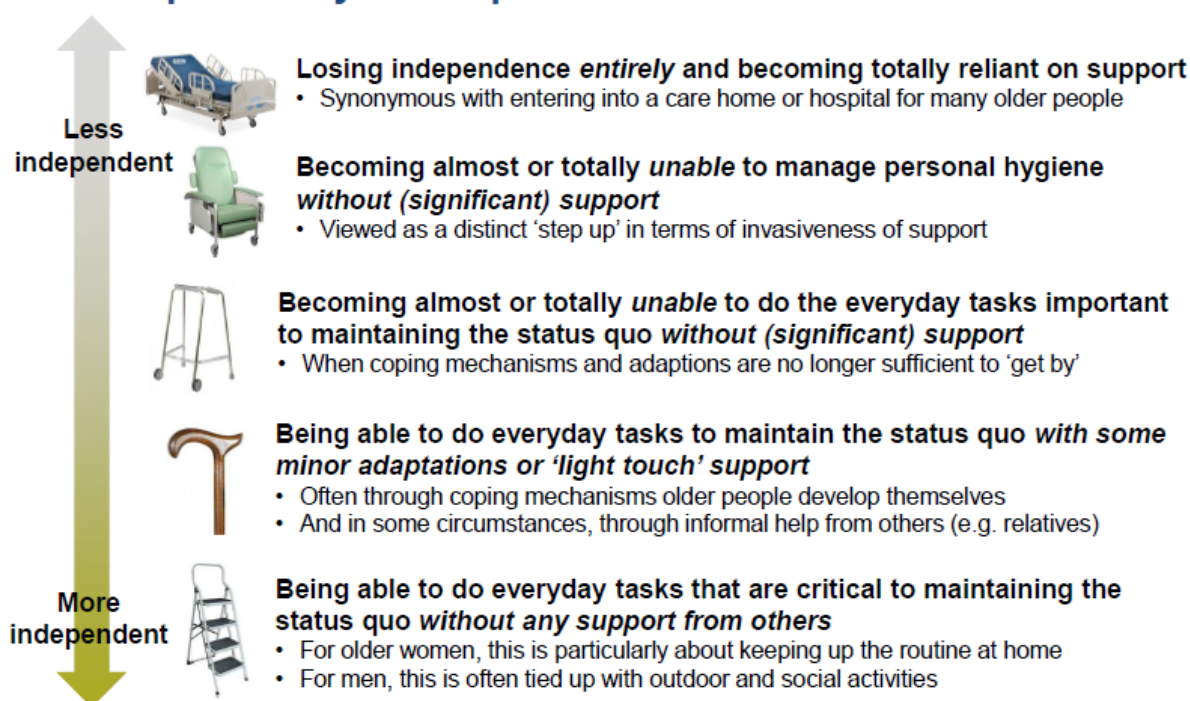 Losing independence entirely and becoming totally reliant on support
• Synonymous with entering into a care home or hospital for many older people
Less
independent
Becoming almost or totally unable to manage personal hygiene
without (significant) support
• Viewed as a distinct ‘step up’ in terms of invasiveness of support
Becoming almost or totally unable to do the everyday tasks important
to maintaining the status quo without (significant) support
• When coping mechanisms and adaptions are no longer sufficient to ‘get by’
Being able to do everyday tasks to maintain the status quo with some
minor adaptations or ‘light touch’ support
• Often through coping mechanisms older people develop themselves
• And in some circumstances, through informal help from others (e.g. relatives)
More
independent
Being able to do everyday tasks that are critical to maintaining the
status quo without any support from others
• For older women, this is particularly about keeping up the routine at home
• For men, this is often tied up with outdoor and social activities